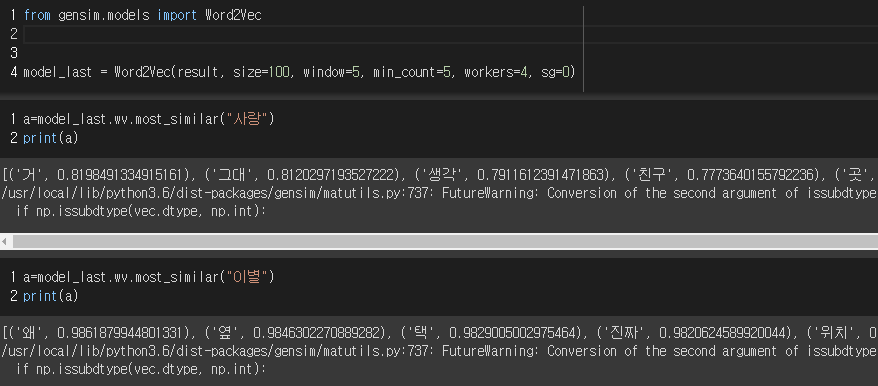 1 from gensim.models import Word2Vec
2
3
4 model_last = Word2Vec(result, size=100, window=5, min_count=5, workers=4, sg=0)
1 a=model_last.wv.most_similar("사랑")
2 print(a)
[('거', 0.8198491334915161), ('그대', 0.8120297193527222), ('생각', 0.7911612391471863), ('친구', 0.7773640155792236), ('곳',
/usr/local/lib/python3.6/dist-packages/gensim/matutils.py:737: FutureWarning: Conversion of the second argument of issubdtype
if np.issubdtype(vec.dtype, np.int):
1 a=model_last.wv.most_similar("이별")
2 print(a)
[('왜', 0.9861879944801331), ('옆', 0.9846302270889282), ('택', 0.9829005002975464), ('진짜', 0.9820624589920044), ('위치', 0
/usr/local/lib/python3.6/dist-packages/gensim/matutils.py:737: FutureWarning: Conversion of the second argument of issubdtype
if np.issubdtype(vec.dtype, np.int):